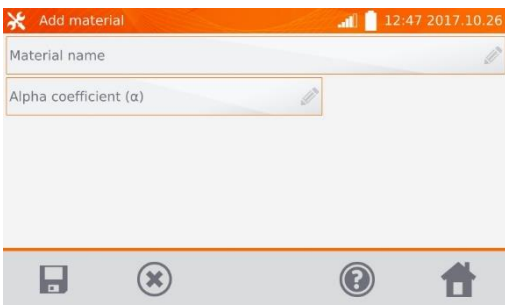 Add material 12:47 2017.10.26
Material name
Alpha coefficient (α)